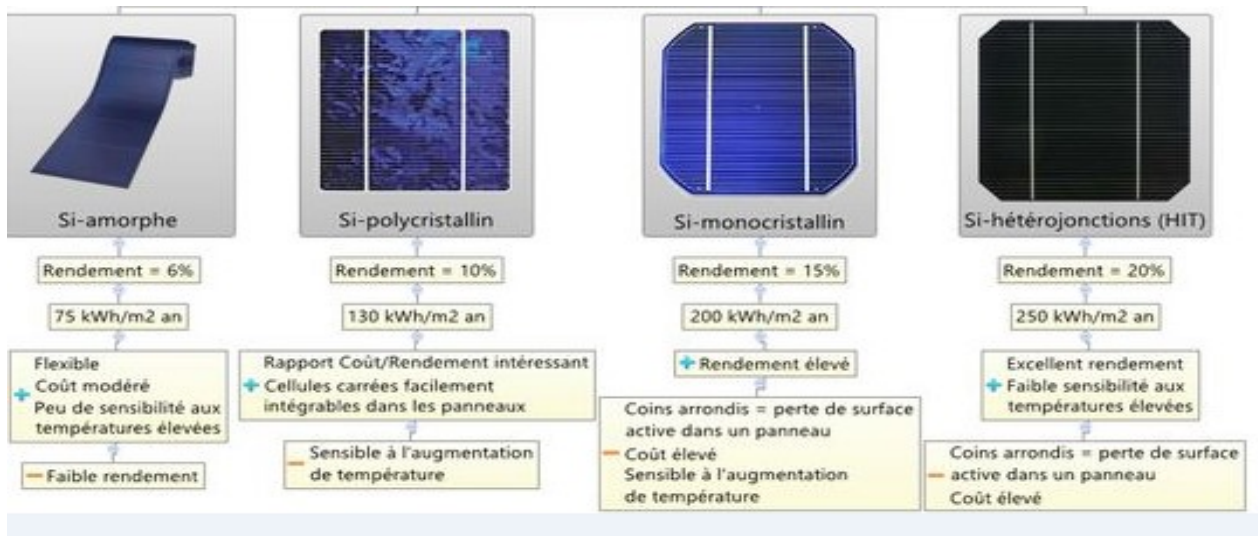 Si-amorphe
Rendement = 6%
75 kWh/m2 an
Flexible
Coût modéré
Peu de sensibilité aux
températures élevées
Faible rendement
Si-polycristallin
Rendement = 10%
130 kWh/m2 an
Rapport Coût/Rendement intéressant
Cellules carrées facilement
intégrables dans les panneaux
Sensible à l'augmentation
de température
Si-monocristallin
Rendement = 15%
200 kWh/m2 an
Rendement élevé
Coins arrondis = perte de surface
active dans un panneau
Coût élevé
Sensible à l'augmentation
de température
Si-hétérojonctions (HIT)
Rendement = 20%
250 kWh/m2 an
Excellent rendement
Faible sensibilité aux
températures élevées
Coins arrondis = perte de surface
active dans un panneau
Coût élevé